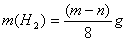 m(H₂) = (m−n)/8 g